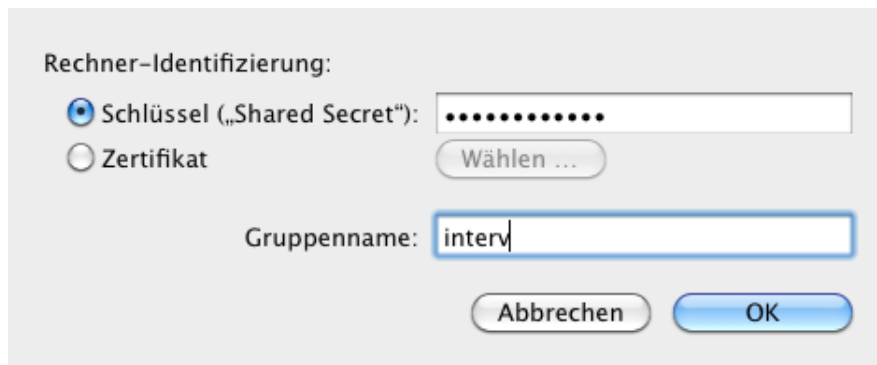 Rechner-Identifizierung:
Schlüssel („Shared Secret“): ••••••••••••
Zertifikat Wählen ...
Gruppenname: interv
Abbrechen OK